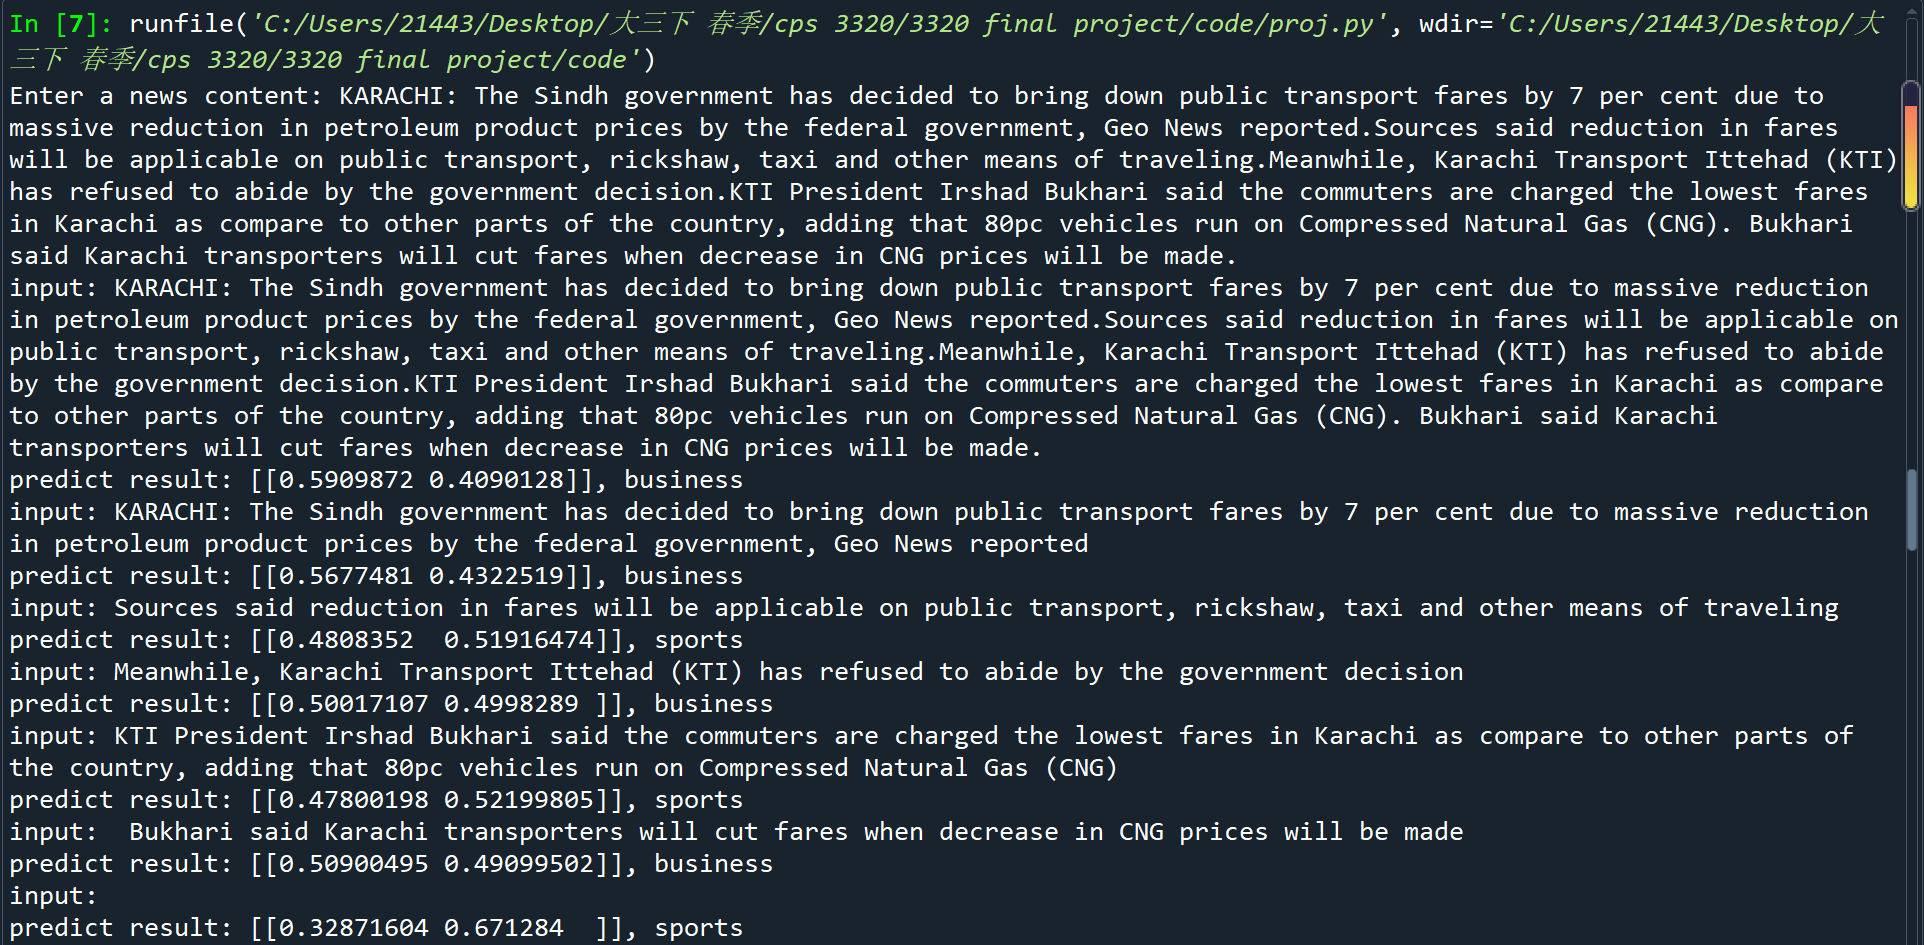 In [7]: runfile('C:/Users/21443/Desktop/大三下 春季/cps 3320/3320 final project/code/proj.py', wdir='C:/Users/21443/Desktop/大
三下 春季/cps 3320/3320 final project/code')
Enter a news content: KARACHI: The Sindh government has decided to bring down public transport fares by 7 per cent due to
massive reduction in petroleum product prices by the federal government, Geo News reported.Sources said reduction in fares
will be applicable on public transport, rickshaw, taxi and other means of traveling.Meanwhile, Karachi Transport Ittehad (KTI)
has refused to abide by the government decision.KTI President Irshad Bukhari said the commuters are charged the lowest fares
in Karachi as compare to other parts of the country, adding that 80pc vehicles run on Compressed Natural Gas (CNG). Bukhari
said Karachi transporters will cut fares when decrease in CNG prices will be made.
input: KARACHI: The Sindh government has decided to bring down public transport fares by 7 per cent due to massive reduction
in petroleum product prices by the federal government, Geo News reported.Sources said reduction in fares will be applicable on
public transport, rickshaw, taxi and other means of traveling.Meanwhile, Karachi Transport Ittehad (KTI) has refused to abide
by the government decision.KTI President Irshad Bukhari said the commuters are charged the lowest fares in Karachi as compare
to other parts of the country, adding that 80pc vehicles run on Compressed Natural Gas (CNG). Bukhari said Karachi
transporters will cut fares when decrease in CNG prices will be made.
predict result: [[0.5909872 0.4090128]], business
input: KARACHI: The Sindh government has decided to bring down public transport fares by 7 per cent due to massive reduction
in petroleum product prices by the federal government, Geo News reported
predict result: [[0.5677481 0.4322519]], business
input: Sources said reduction in fares will be applicable on public transport, rickshaw, taxi and other means of traveling
predict result: [[0.4808352  0.51916474]], sports
input: Meanwhile, Karachi Transport Ittehad (KTI) has refused to abide by the government decision
predict result: [[0.50017107 0.4998289 ]], business
input: KTI President Irshad Bukhari said the commuters are charged the lowest fares in Karachi as compare to other parts of
the country, adding that 80pc vehicles run on Compressed Natural Gas (CNG)
predict result: [[0.47800198 0.52199805]], sports
input:  Bukhari said Karachi transporters will cut fares when decrease in CNG prices will be made
predict result: [[0.50900495 0.49099502]], business
input:
predict result: [[0.32871604 0.671284  ]], sports